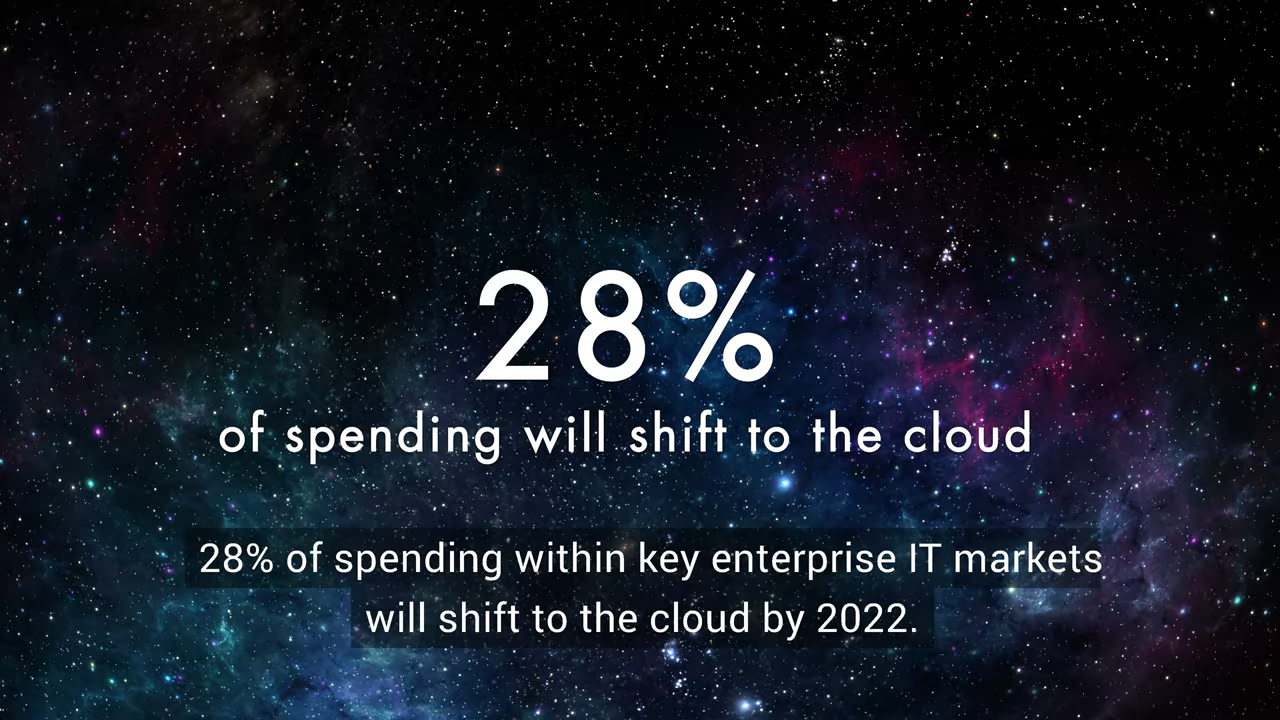 28%
of spending will shift to the cloud
28% of spending within key enterprise IT markets
will shift to the cloud by 2022.